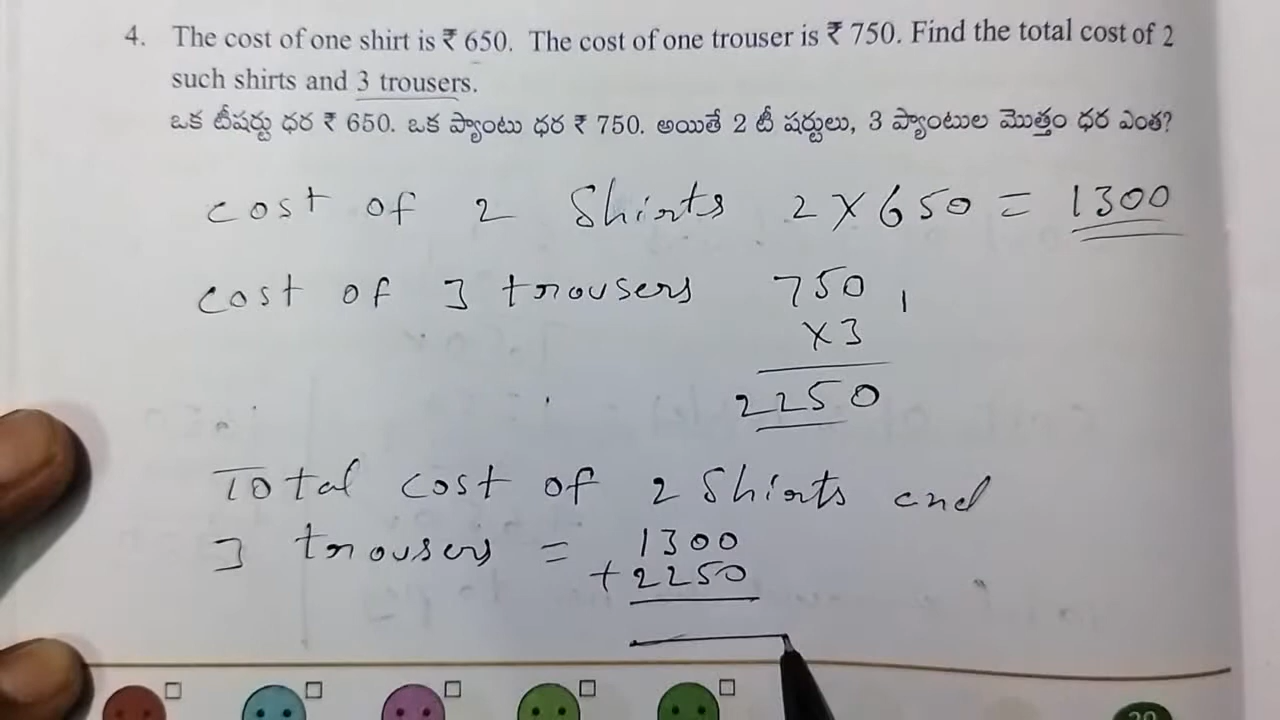 4. The cost of one shirt is ₹ 650. The cost of one trouser is ₹ 750. Find the total cost of 2
such shirts and 3 trousers.
ఒక టీషర్టు ధర ₹ 650. ఒక ప్యాంటు ధర ₹ 750. అయితే 2 టీ షర్టులు, 3 ప్యాంటుల మొత్తం ధర ఎంత?
cost of 2 Shirts 2 X 650 = 1300
cost of 3 trousers 750 1
X3
2250
Total cost of 2 Shirts and
3 trousers = 1300
+2250